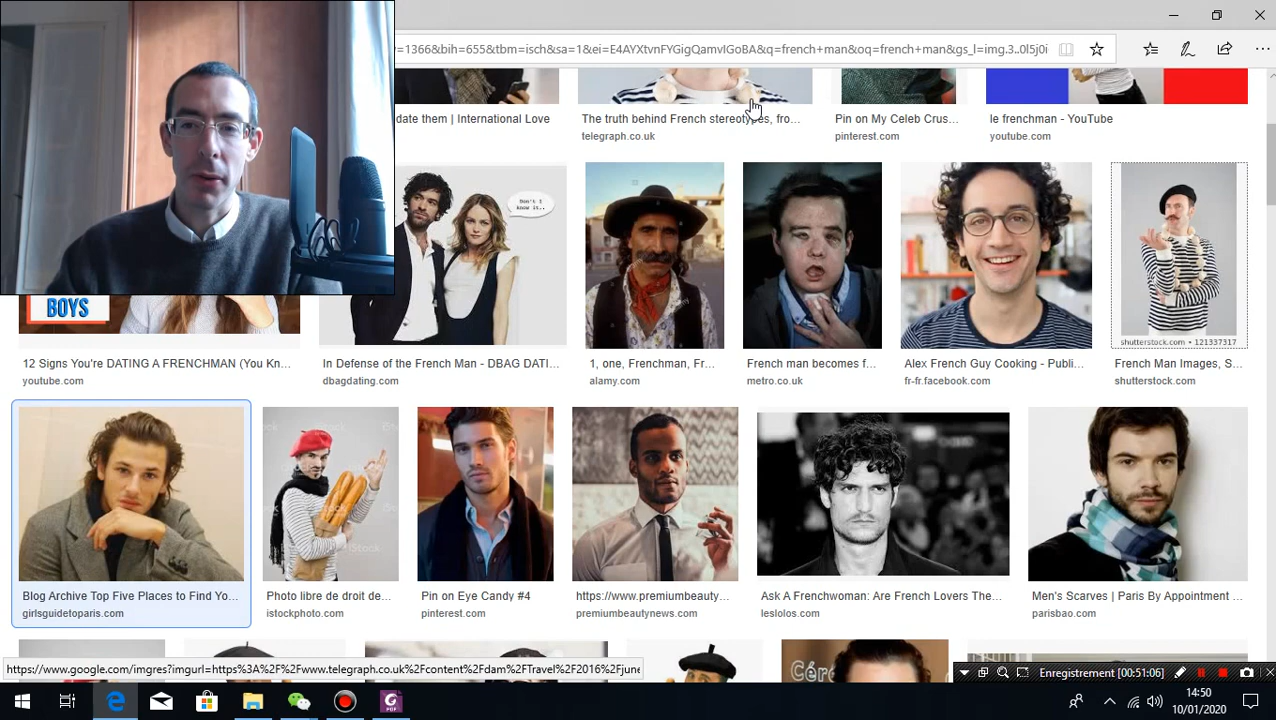 ?=1366&bih=655&tbm=isch&sa=1&ei=E4AYXtvnFYGigQamvIGoBA&q=french+man&oq=french+man&gs_l=img.3..0l5j0i
date them | International Love
The truth behind French stereotypes, fro...
telegraph.co.uk
Pin on My Celeb Crus...
pinterest.com
le frenchman - YouTube
youtube.com
Don't I
know it..
BOYS
shutterstock.com • 121337317
12 Signs You're DATING A FRENCHMAN (You Kn...
youtube.com
In Defense of the French Man - DBAG DATI...
dbagdating.com
1, one, Frenchman, Fr...
alamy.com
French man becomes f...
metro.co.uk
Alex French Guy Cooking - Publi...
fr-fr.facebook.com
French Man Images, S...
shutterstock.com
iStock
Blog Archive Top Five Places to Find Yo...
girlsguidetoparis.com
Photo libre de droit de...
istockphoto.com
Pin on Eye Candy #4
pinterest.com
https://www.premiumbeauty...
premiumbeautynews.com
Ask A Frenchwoman: Are French Lovers The...
leslolos.com
Men's Scarves | Paris By Appointment ...
parisbao.com
https://www.google.com/imgres?imgurl=https%3A%2F%2Fwww.telegraph.co.uk%2Fcontent%2Fdam%2FTravel%2F2016%2Fjune
Enregistrement (00:51:06)
14:50
10/01/2020